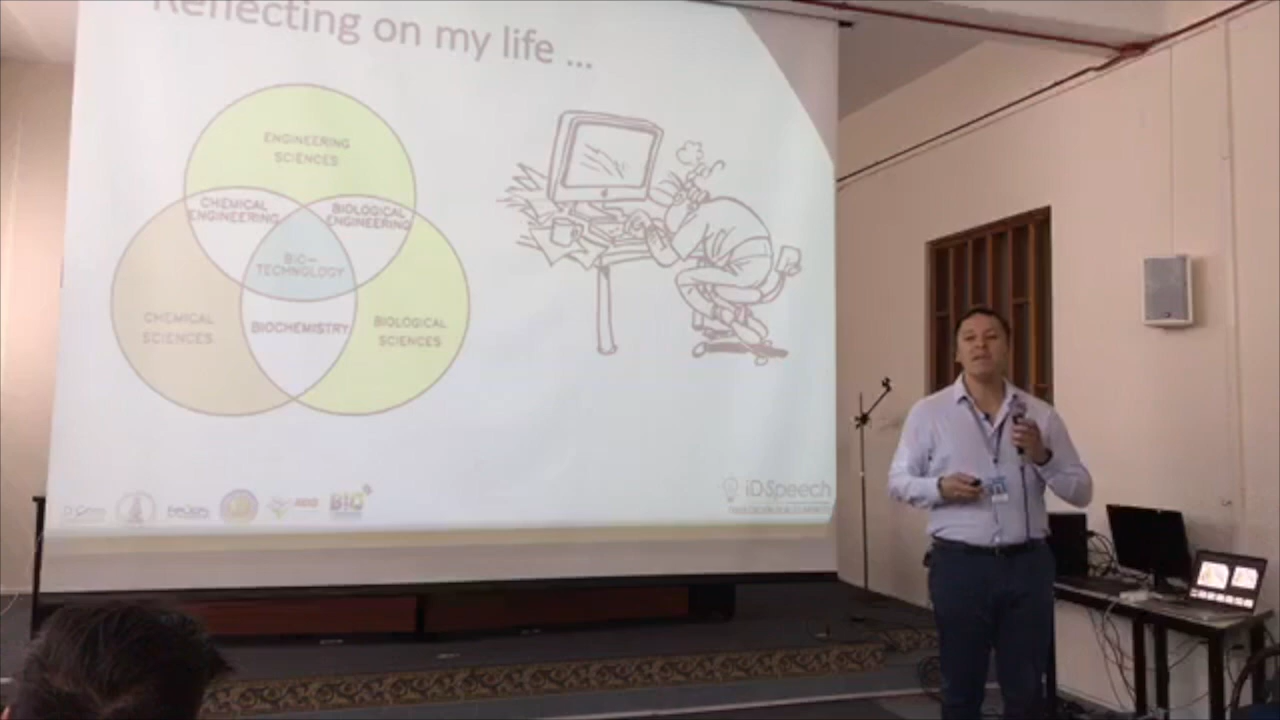 Reflecting on my life ...
ENGINEERING
SCIENCES
CHEMICAL
ENGINEERING
BIOLOGICAL
ENGINEERING
BIO-
TECHNOLOGY
CHEMICAL
SCIENCES
BIOCHEMISTRY
BIOLOGICAL
SCIENCES
iDSpeech
BIO